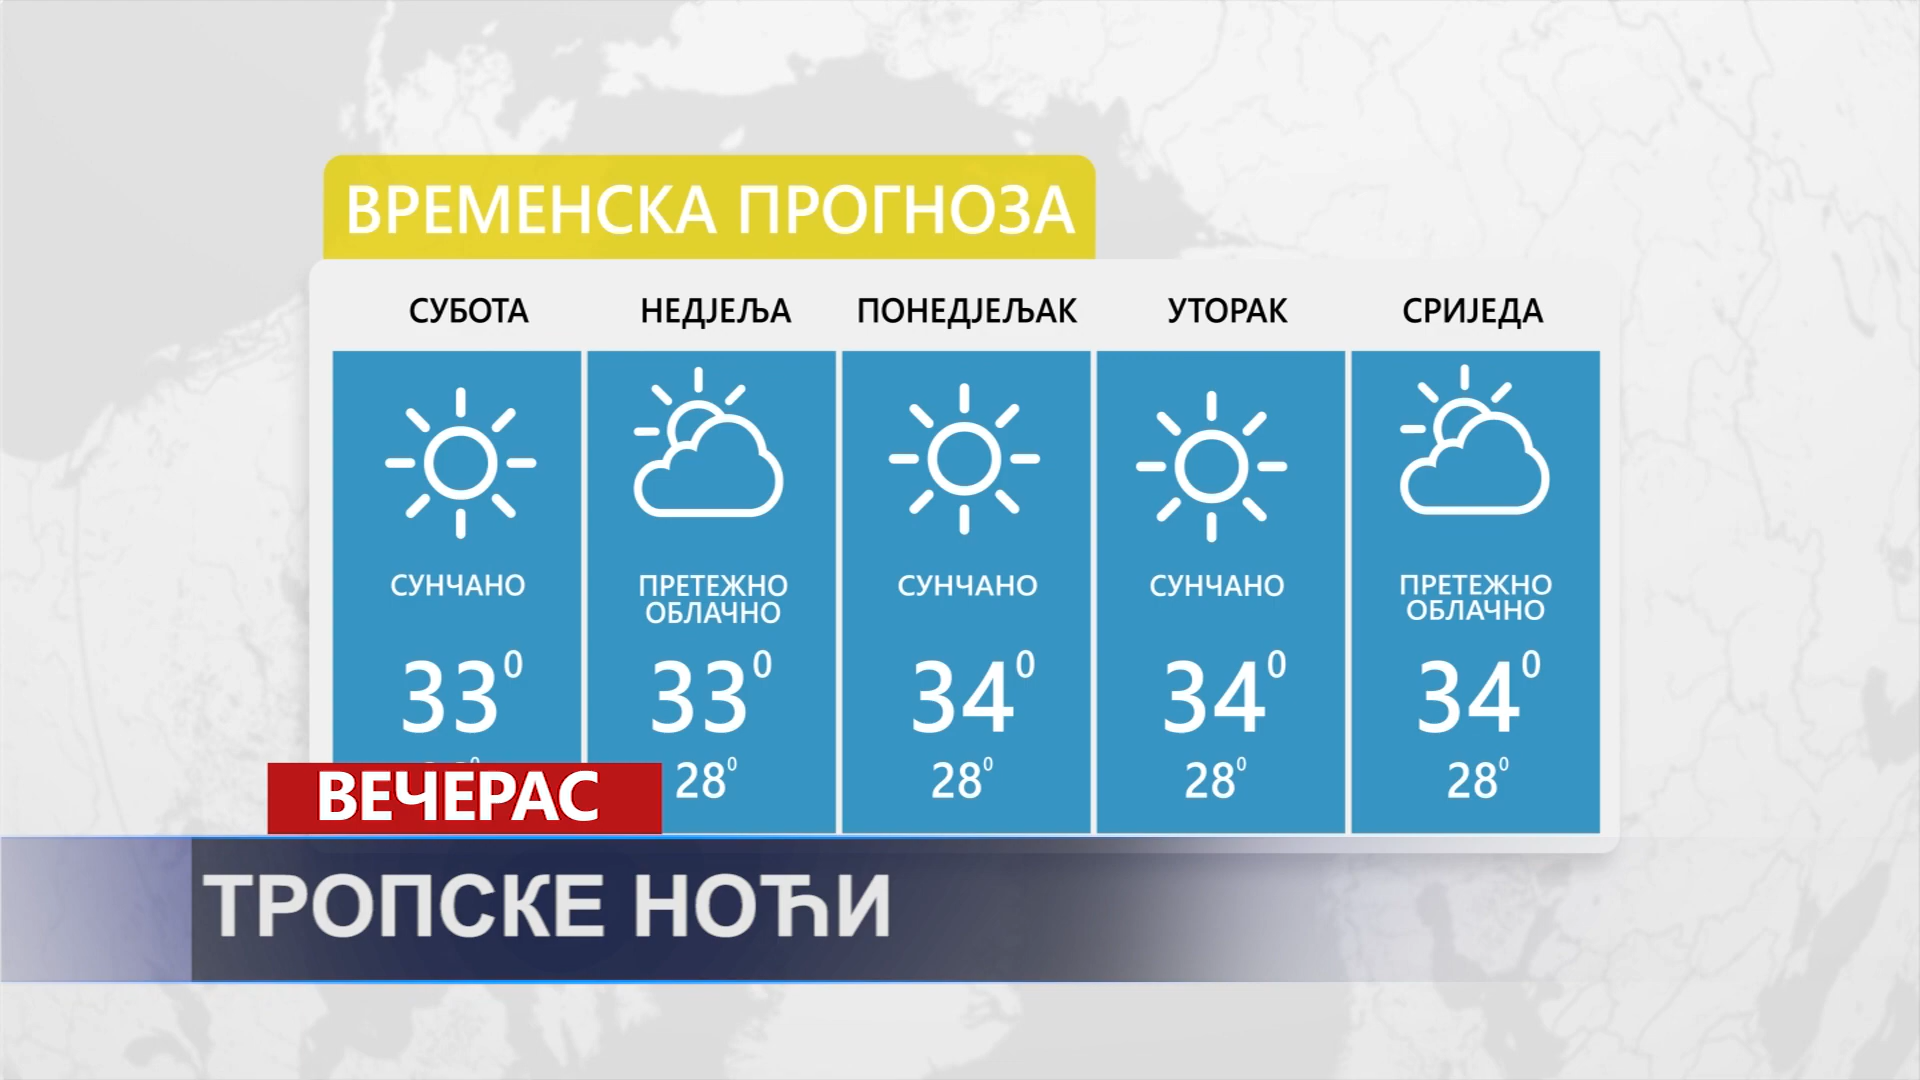 ВРЕМЕНСКА ПРОГНОЗА
СУБОТА НЕДЈЕЉА ПОНЕДЈЕЉАК УТОРАК СРИЈЕДА
СУНЧАНО ПРЕТЕЖНО ОБЛАЧНО СУНЧАНО СУНЧАНО ПРЕТЕЖНО ОБЛАЧНО
33⁰ 33⁰ 34⁰ 34⁰ 34⁰
28⁰ 28⁰ 28⁰ 28⁰
ВЕЧЕРАС
ТРОПСКЕ НОЋИ